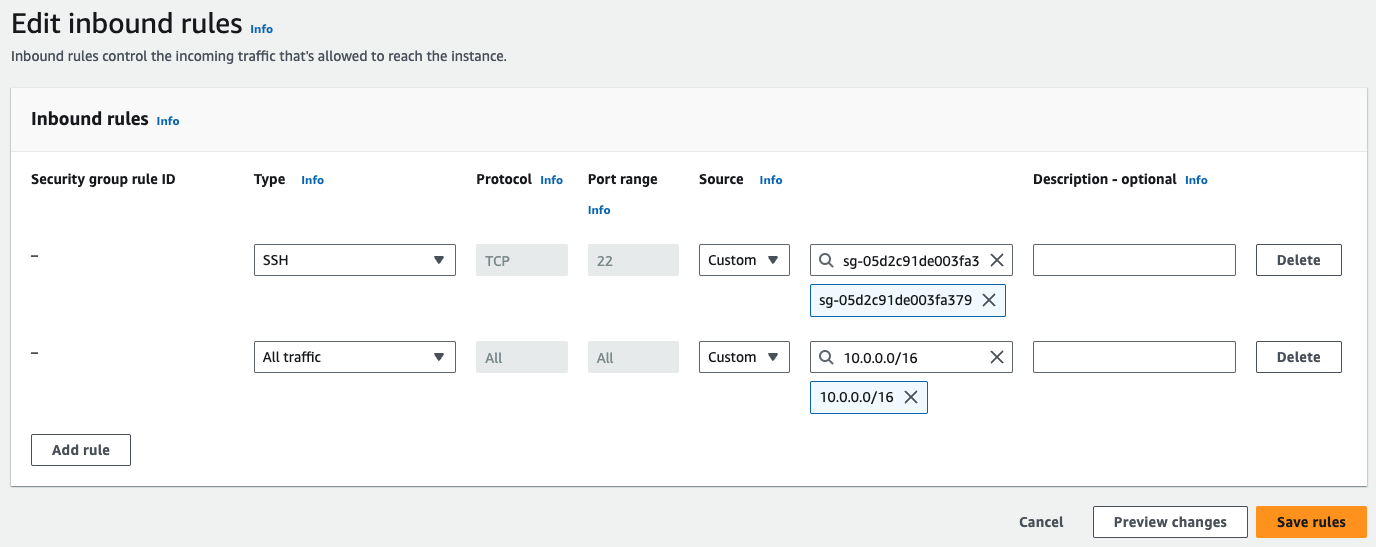 Edit inbound rules Info
Inbound rules control the incoming traffic that's allowed to reach the instance.
Inbound rules Info
Security group rule ID Type Info Protocol Info Port range Info Source Info Description - optional Info
– SSH TCP 22 Custom sg-05d2c91de003fa3 Delete
sg-05d2c91de003fa379
– All traffic All All Custom 10.0.0.0/16 Delete
10.0.0.0/16
Add rule
Cancel Preview changes Save rules